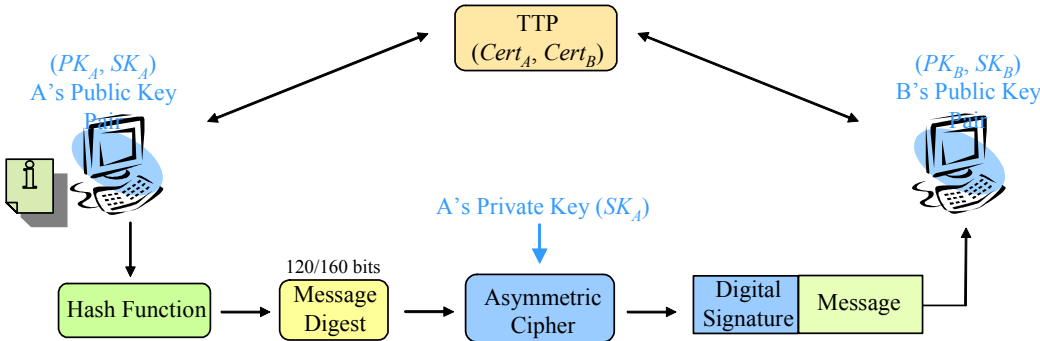 TTP
(Cert_A, Cert_B)
(PK_A, SK_A)
A's Public Key
Pair
(PK_B, SK_B)
B's Public Key
Pair
i
A's Private Key (SK_A)
120/160 bits
Hash Function
Message
Digest
Asymmetric
Cipher
Digital
Signature
Message